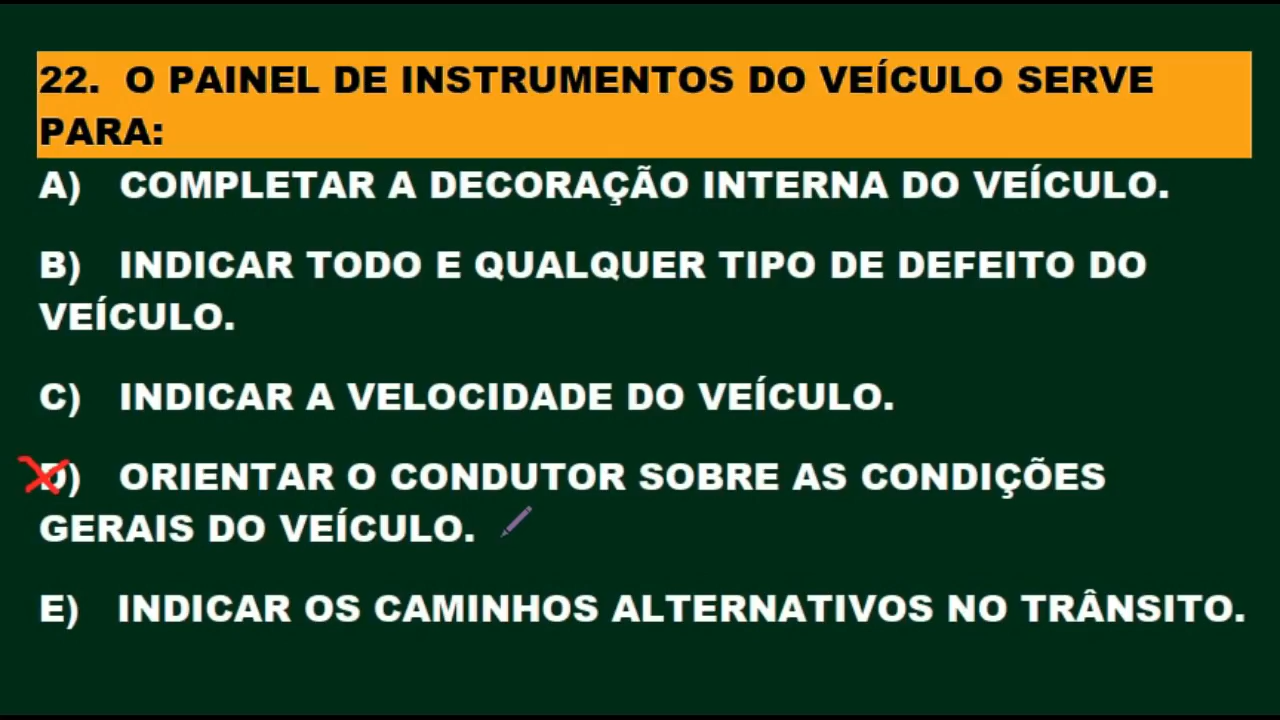 22. O PAINEL DE INSTRUMENTOS DO VEÍCULO SERVE
PARA:
A) COMPLETAR A DECORAÇÃO INTERNA DO VEÍCULO.
B) INDICAR TODO E QUALQUER TIPO DE DEFEITO DO
VEÍCULO.
C) INDICAR A VELOCIDADE DO VEÍCULO.
D) ORIENTAR O CONDUTOR SOBRE AS CONDIÇÕES
GERAIS DO VEÍCULO.
E) INDICAR OS CAMINHOS ALTERNATIVOS NO TRÂNSITO.